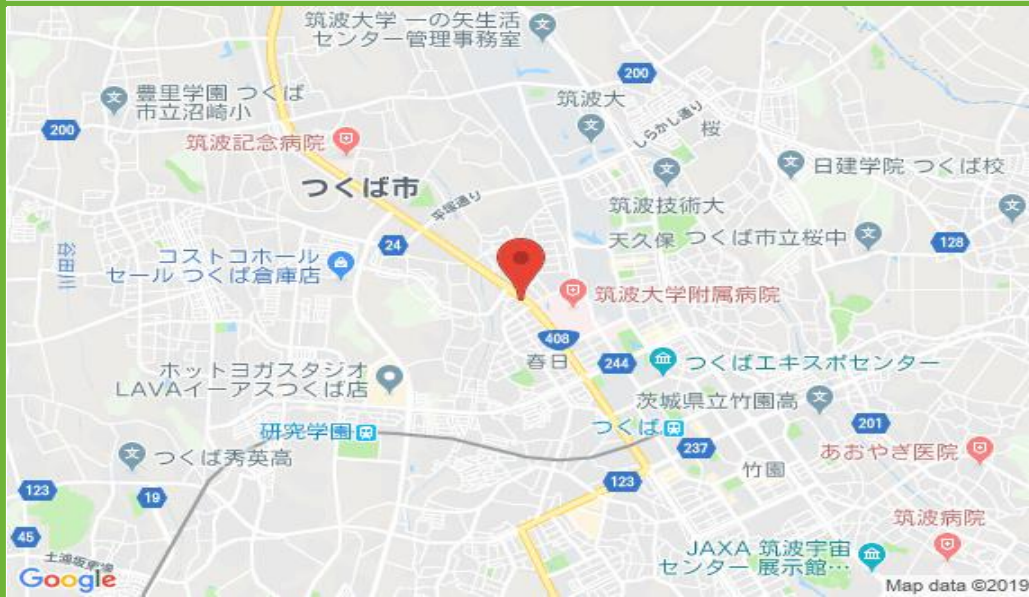 筑波大学 一の矢生活
センター管理事務室
200
豊里学園 つくば
市立沼崎小
筑波大
しらかし通り
桜
200
筑波記念病院
日建学院 つくば校
つくば市
平塚通り
筑波技術大
24
天久保
つくば市立桜中
128
谷田川
コストコホール
セール つくば倉庫店
筑波大学附属病院
408
春日
244
つくばエキスポセンター
ホットヨガスタジオ
LAVAイーアスつくば店
茨城県立竹園高
研究学園
つくば
201
237
あおやぎ医院
つくば秀英高
竹園
123
19
123
筑波病院
45
土浦坂東線
JAXA 筑波宇宙
センター 展示館…
Google
Map data ©2019